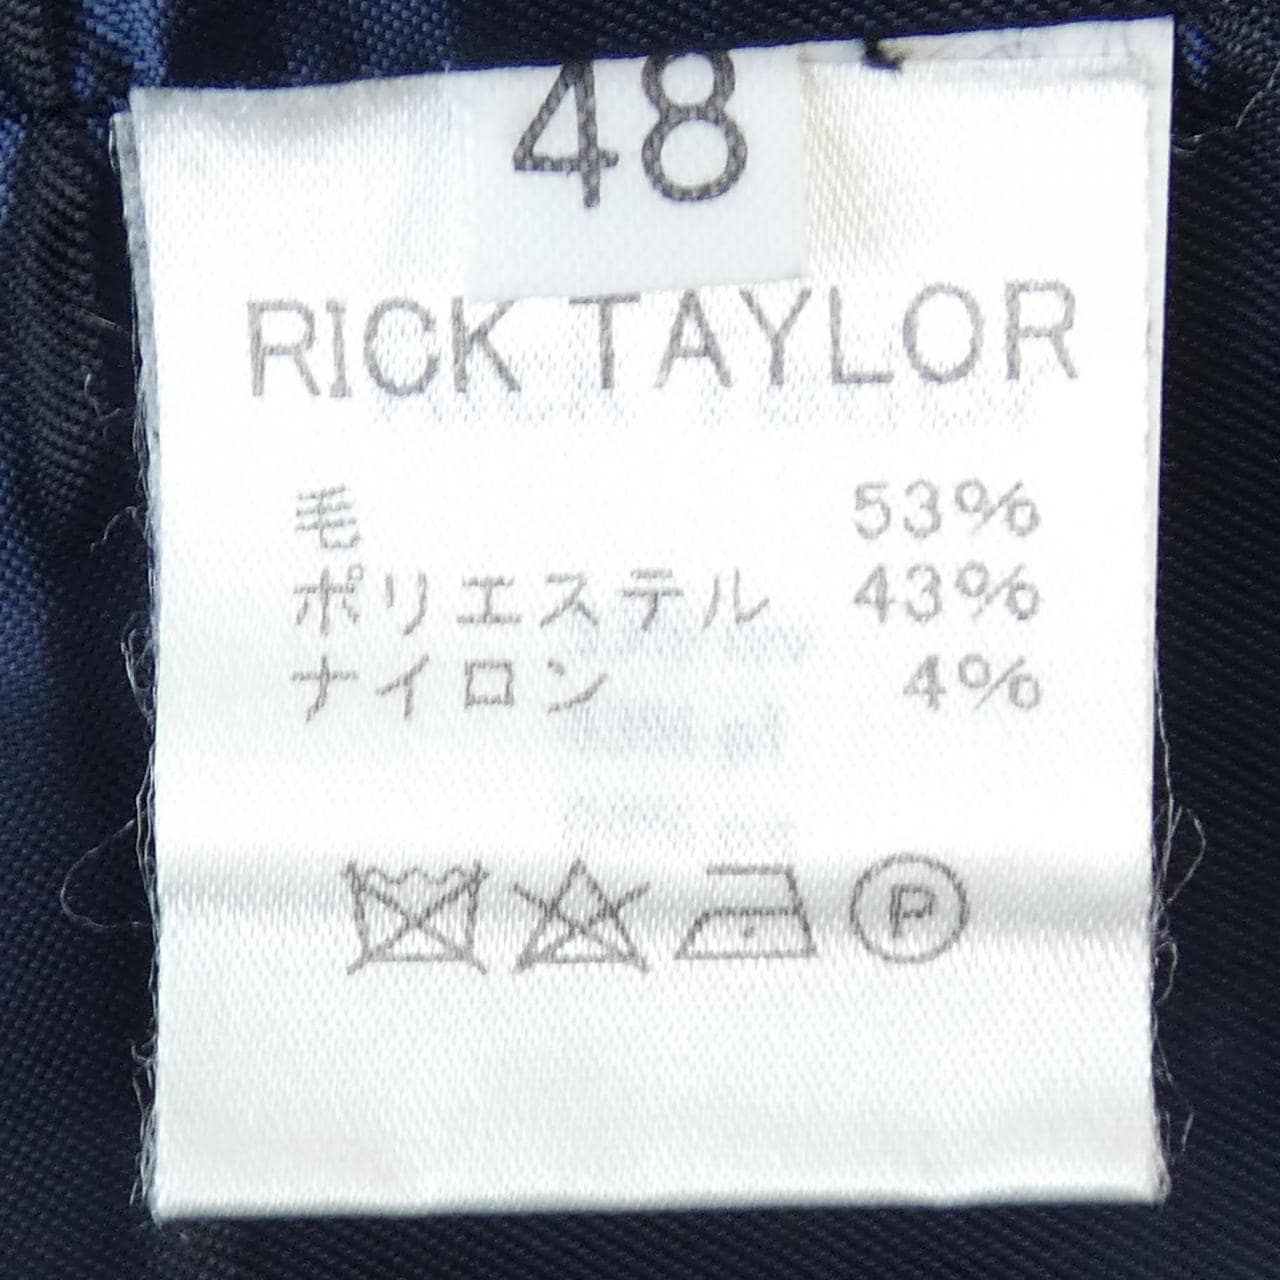 48
RICK TAYLOR
毛 53%
ポリエステル 43%
ナイロン 4%
P